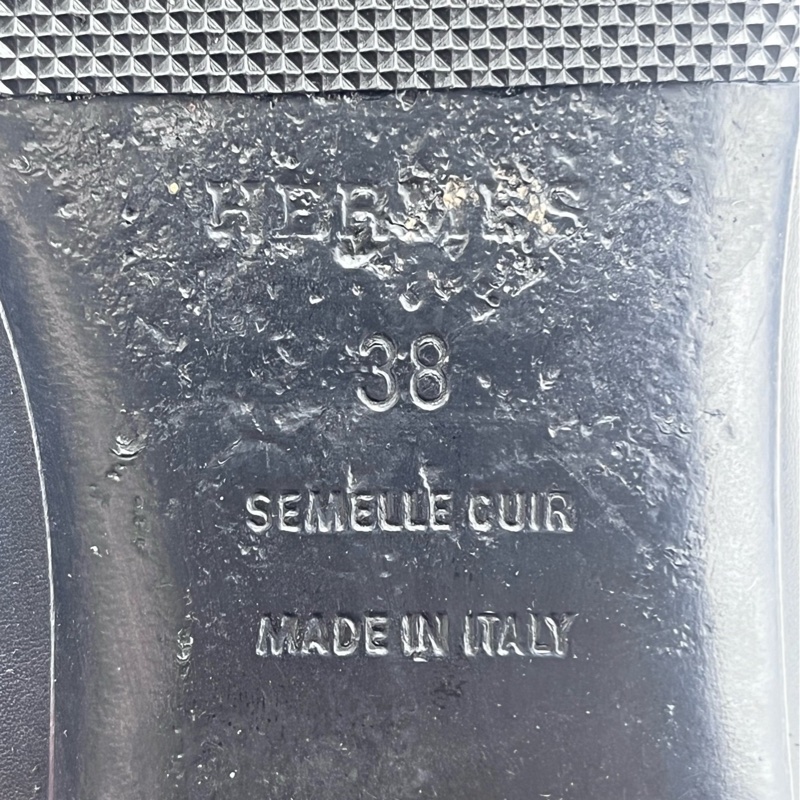 HERMES
38
SEMELLE CUIR
MADE IN ITALY